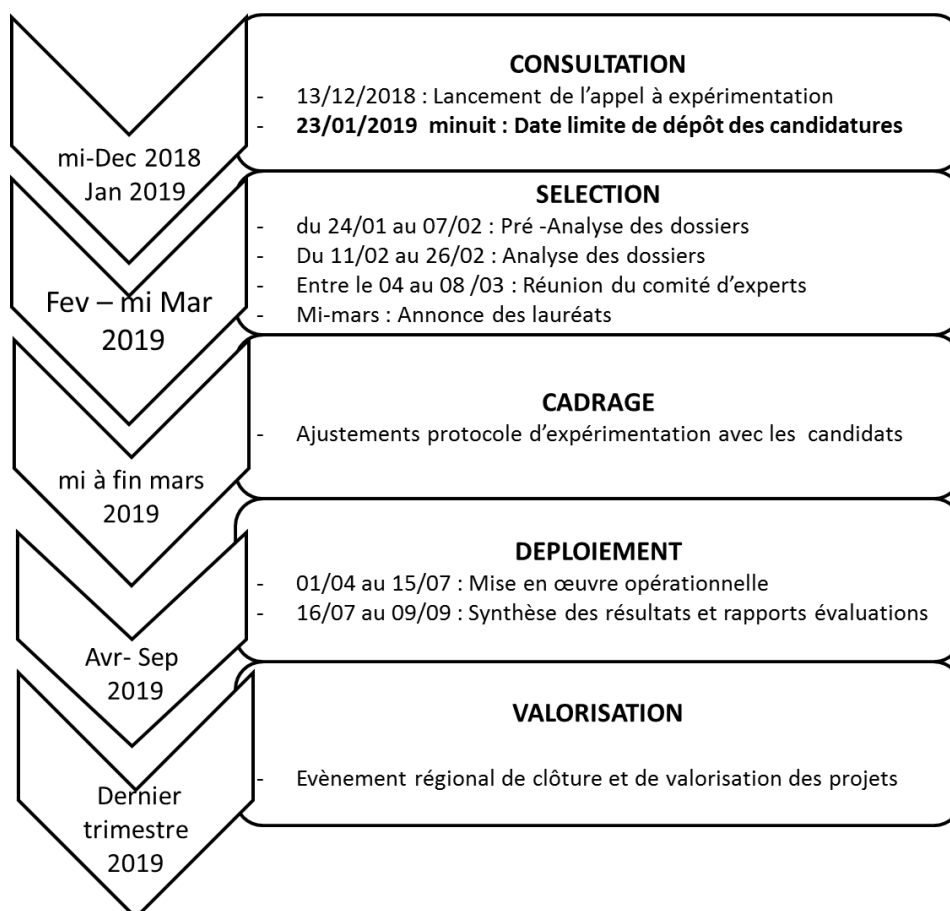 CONSULTATION
- 13/12/2018 : Lancement de l’appel à expérimentation
- 23/01/2019 minuit : Date limite de dépôt des candidatures
mi-Dec 2018
Jan 2019
SELECTION
- du 24/01 au 07/02 : Pré -Analyse des dossiers
- Du 11/02 au 26/02 : Analyse des dossiers
- Entre le 04 au 08 /03 : Réunion du comité d’experts
- Mi-mars : Annonce des lauréats
Fev – mi Mar
2019
CADRAGE
- Ajustements protocole d’expérimentation avec les candidats
mi à fin mars
2019
DEPLOIEMENT
- 01/04 au 15/07 : Mise en œuvre opérationnelle
- 16/07 au 09/09 : Synthèse des résultats et rapports évaluations
Avr- Sep
2019
VALORISATION
- Evènement régional de clôture et de valorisation des projets
Dernier
trimestre
2019